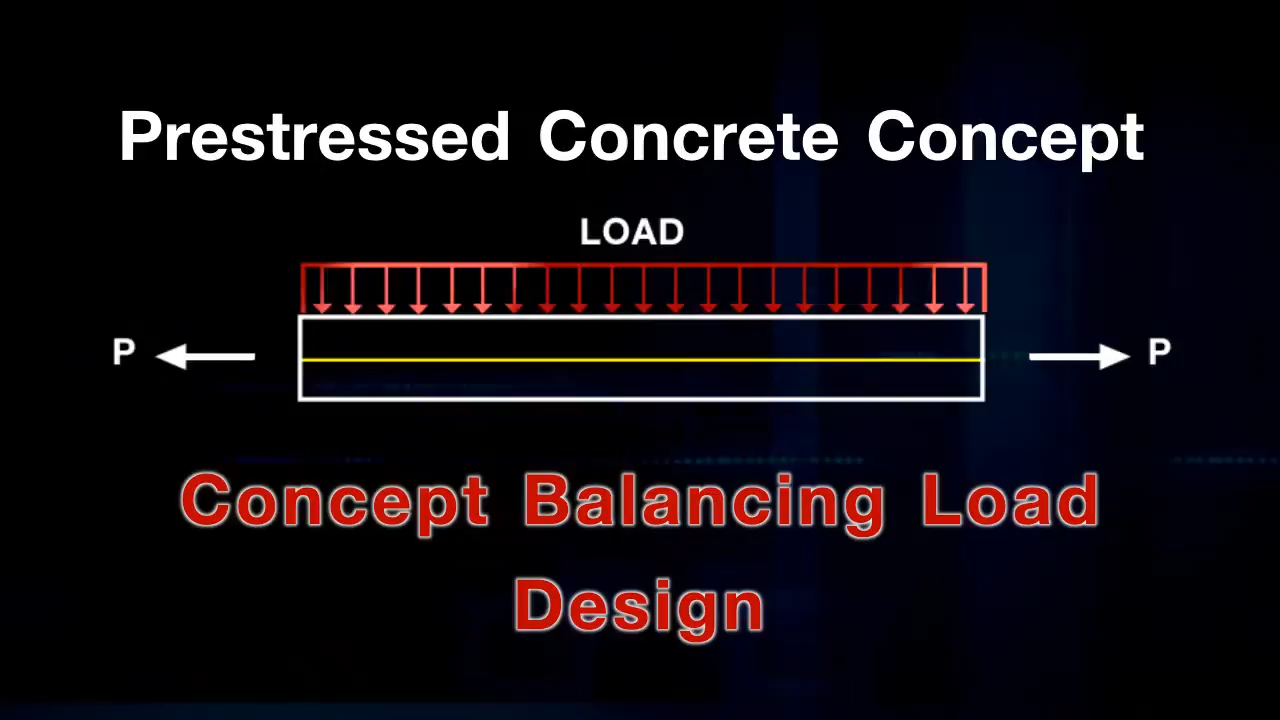 Prestressed Concrete Concept
LOAD
P
P
Concept Balancing Load
Design